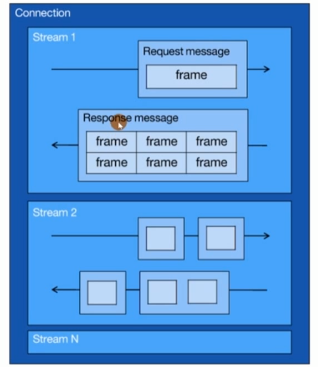 Connection
Stream 1
Request message
frame
Response message
frame frame frame
frame frame frame
Stream 2
Stream N